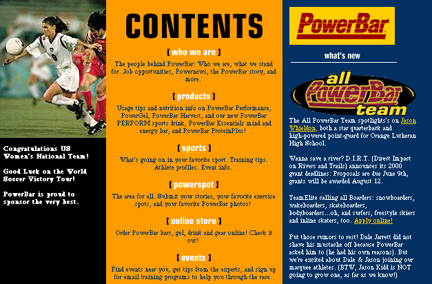 Congratulations US
Women's National Team!
Good Luck on the World
Soccer Victory Tour!
PowerBar is proud to
sponsor the very best.
CONTENTS
[ who we are ]
The people behind PowerBar: Who we are, what we stand
for. Job opportunities, Powernews, the PowerBar story, and
more.
[ products ]
Usage tips and nutrition info on PowerBar Performance,
PowerGel, PowerBar Harvest, and our new PowerBar
PERFORM sports drink, PowerBar Essentials mind and
energy bar, and PowerBar ProteinPlus!
[ sports ]
What's going on in your favorite sport. Training tips.
Athlete profiles. Event info.
[ powerspot ]
The area for all. Submit your stories, your favorite exercise
spots, and your favorite PowerBar photos!
[ online store ]
Order PowerBars, bars, gel, drink and gear online! Check it
out!
[ events ]
Find events near you, get tips from the experts, and sign up
for email training programs to help you through the race.
PowerBar
what's new
all
PowerBar
team
The All PowerBar Team spotlight's on Jason
Whieldon, both a star quarterback and
high-powered point-guard for Orange Lutheran
High School.
Wanna save a river? D.I.R.T. (Direct Impact
on Rivers and Trails) announces its 2000
grant deadlines: Proposals are due June 9th,
grants will be awarded August 12.
TeamElite calling all Boarders: snowboarders,
wakeboarders, skateboarders,
bodyboarders...oh, and surfers, freestyle skiers
and inline skaters, too. Apply online!
Put those rumors to rest! Dale Jarrett did not
shave his mustache off because PowerBar
asked him to (he had his own reasons). But
we're excited about Dale & Jason joining our
marquee athletes. (BTW, Jason Kidd is NOT
going to grow one, as far as we know!)